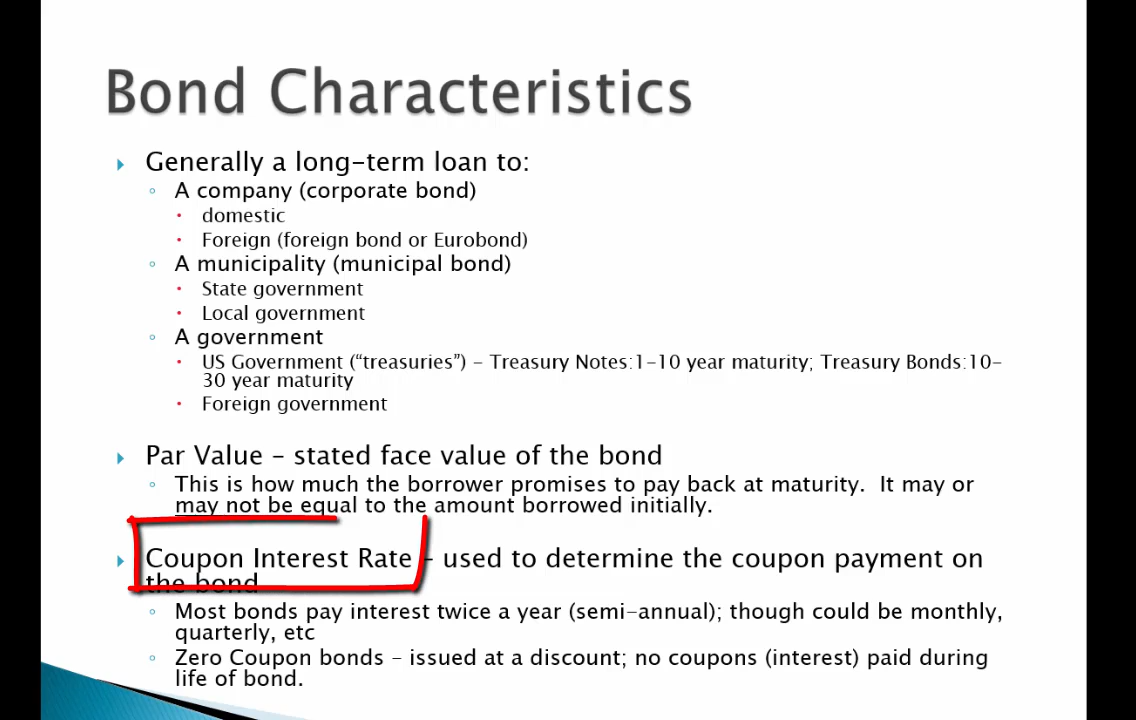 Bond Characteristics
Generally a long-term loan to:
A company (corporate bond)
domestic
Foreign (foreign bond or Eurobond)
A municipality (municipal bond)
State government
Local government
A government
US Government (“treasuries”) – Treasury Notes:1-10 year maturity; Treasury Bonds:10-
30 year maturity
Foreign government
Par Value – stated face value of the bond
This is how much the borrower promises to pay back at maturity. It may or
may not be equal to the amount borrowed initially.
Coupon Interest Rate – used to determine the coupon payment on
the bond
Most bonds pay interest twice a year (semi-annual); though could be monthly,
quarterly, etc
Zero Coupon bonds – issued at a discount; no coupons (interest) paid during
life of bond.